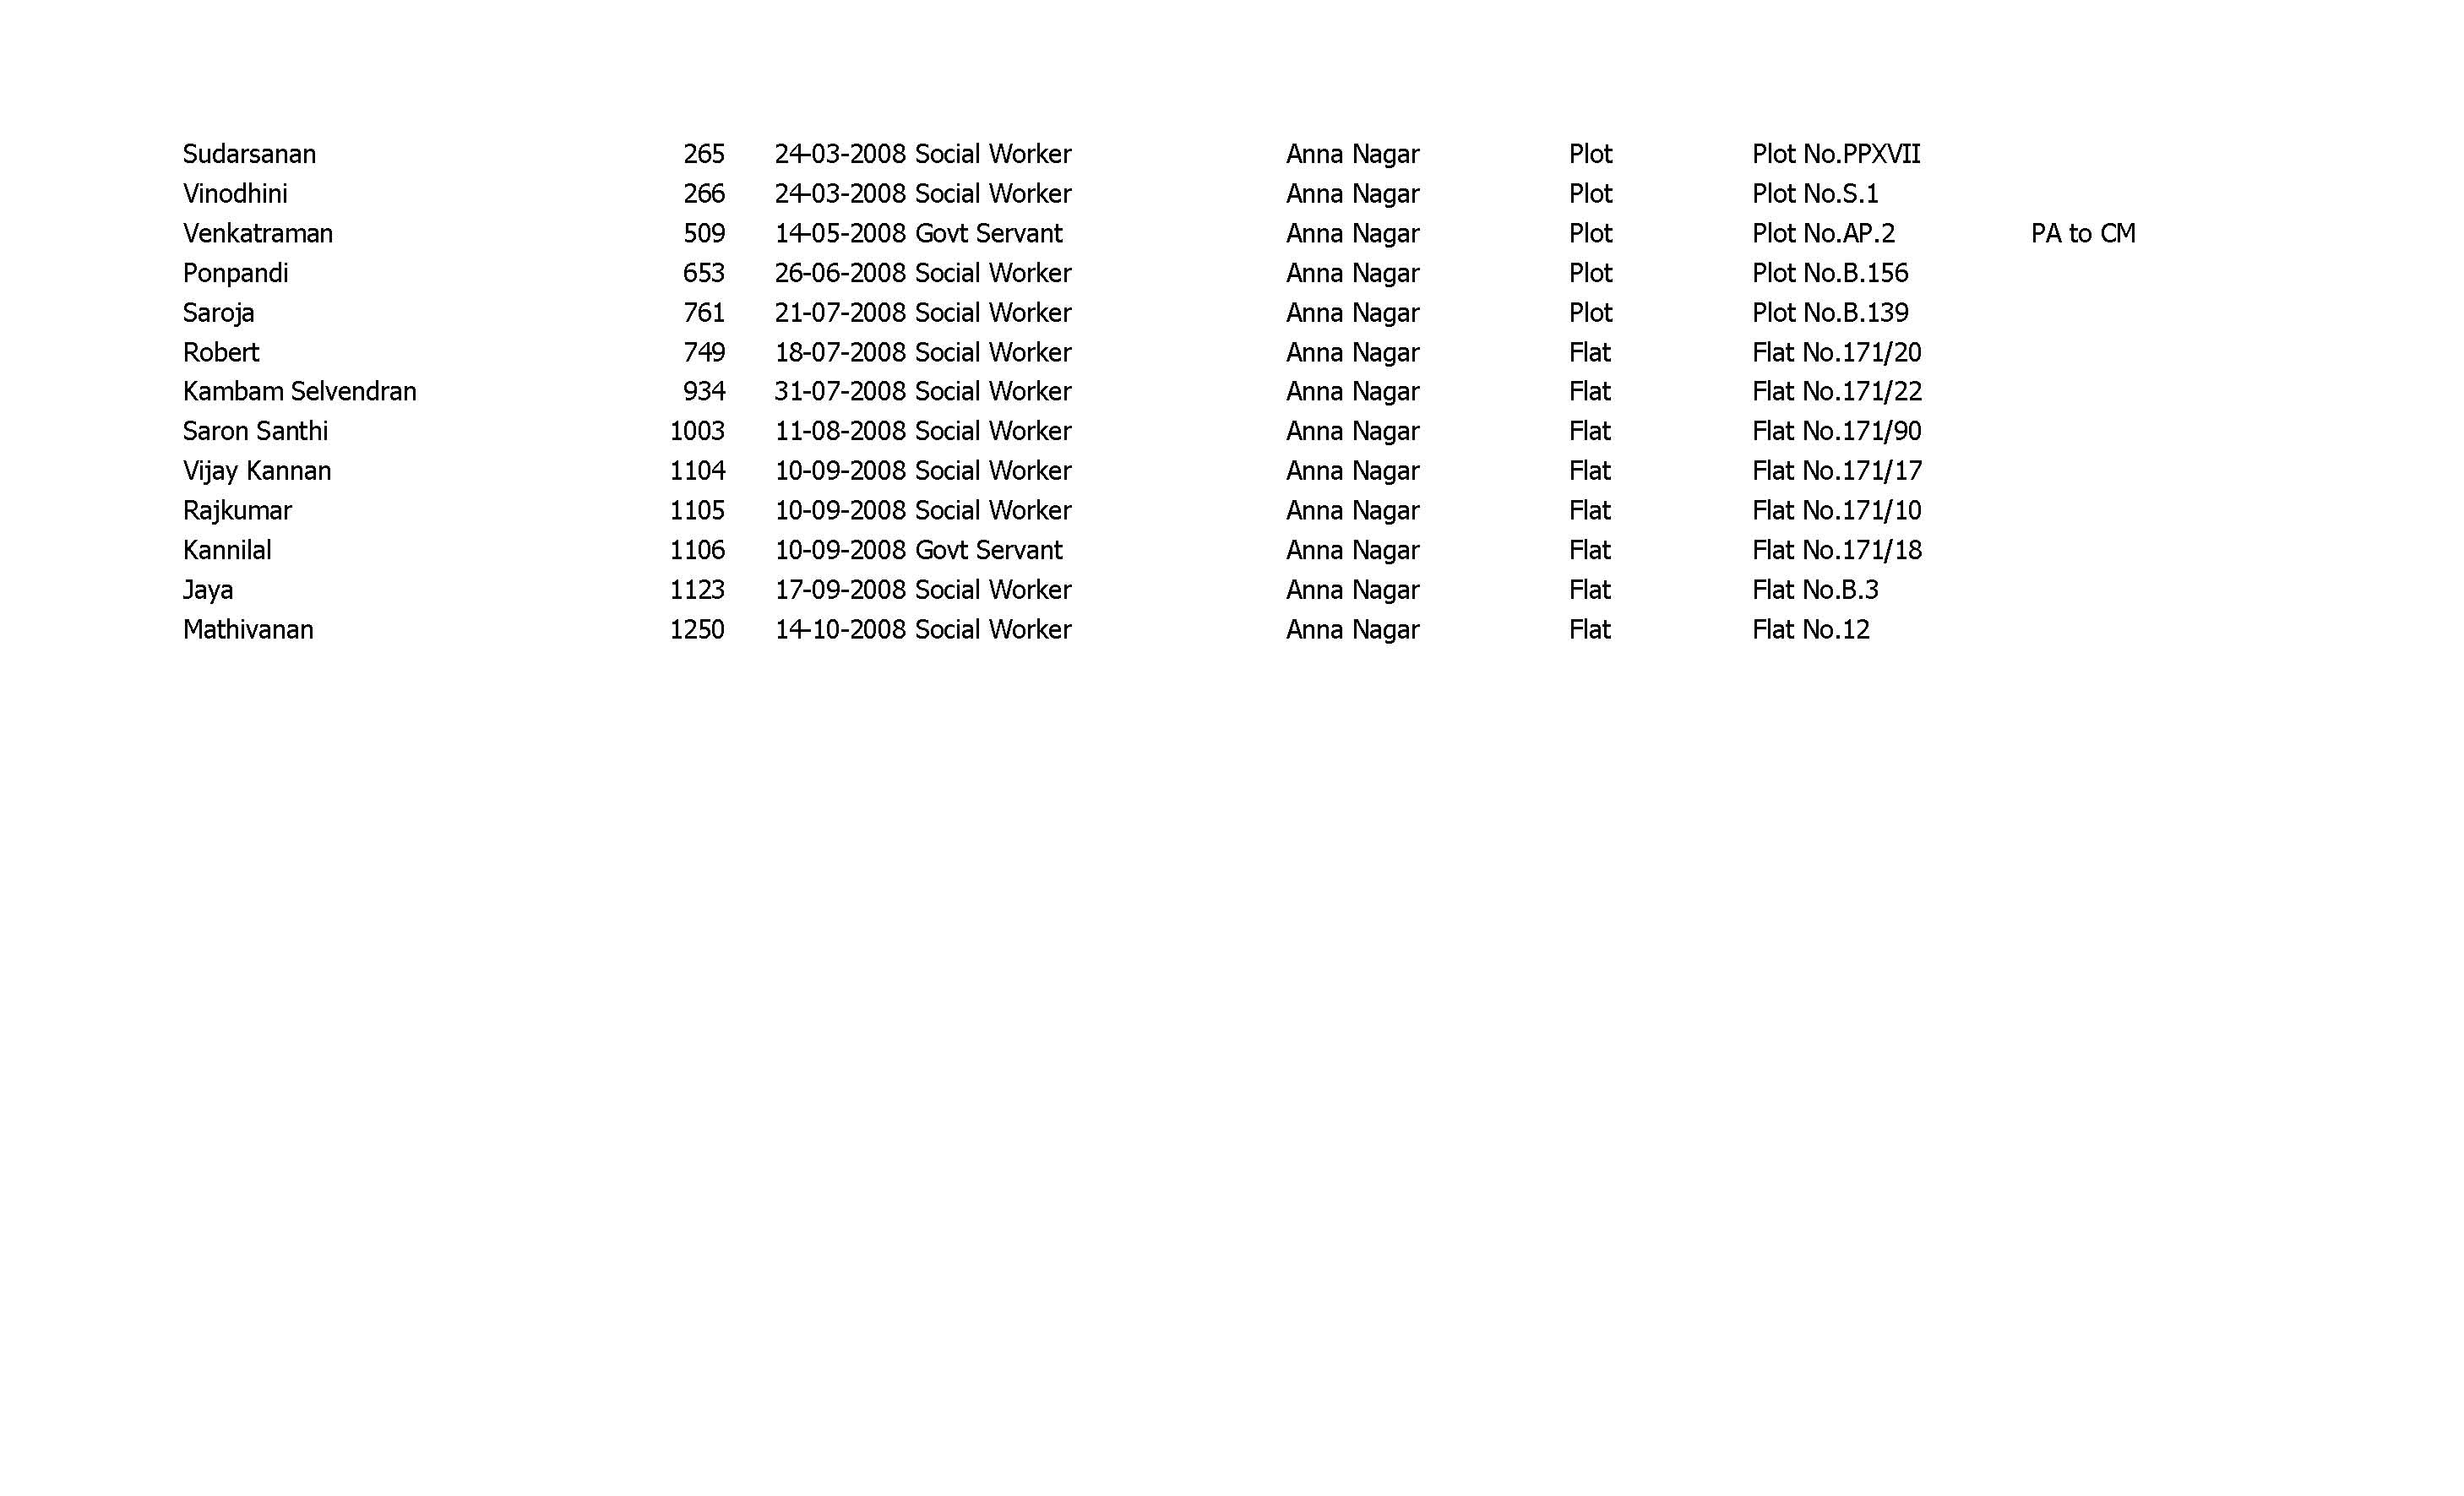 Sudarsanan 265 24-03-2008 Social Worker Anna Nagar Plot Plot No.PPXVII
Vinodhini 266 24-03-2008 Social Worker Anna Nagar Plot Plot No.S.1
Venkatraman 509 14-05-2008 Govt Servant Anna Nagar Plot Plot No.AP.2 PA to CM
Ponpandi 653 26-06-2008 Social Worker Anna Nagar Plot Plot No.B.156
Saroja 761 21-07-2008 Social Worker Anna Nagar Plot Plot No.B.139
Robert 749 18-07-2008 Social Worker Anna Nagar Flat Flat No.171/20
Kambam Selvendran 934 31-07-2008 Social Worker Anna Nagar Flat Flat No.171/22
Saron Santhi 1003 11-08-2008 Social Worker Anna Nagar Flat Flat No.171/90
Vijay Kannan 1104 10-09-2008 Social Worker Anna Nagar Flat Flat No.171/17
Rajkumar 1105 10-09-2008 Social Worker Anna Nagar Flat Flat No.171/10
Kannilal 1106 10-09-2008 Govt Servant Anna Nagar Flat Flat No.171/18
Jaya 1123 17-09-2008 Social Worker Anna Nagar Flat Flat No.B.3
Mathivanan 1250 14-10-2008 Social Worker Anna Nagar Flat Flat No.12